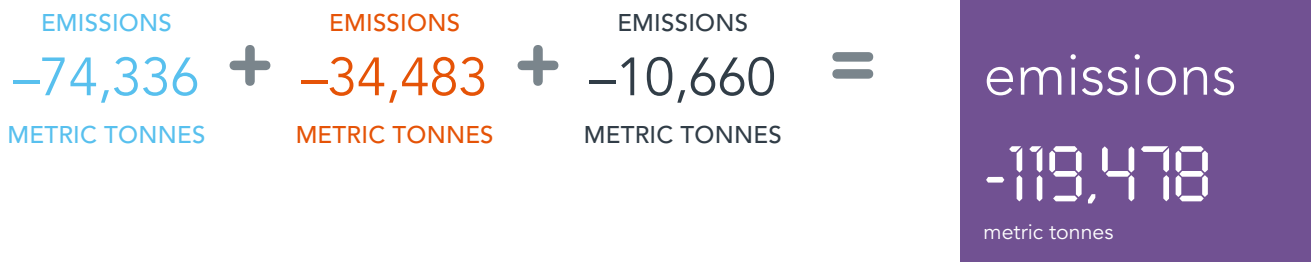 EMISSIONS
–74,336
METRIC TONNES
+
EMISSIONS
–34,483
METRIC TONNES
+
EMISSIONS
–10,660
METRIC TONNES
=
emissions
-119,478
metric tonnes